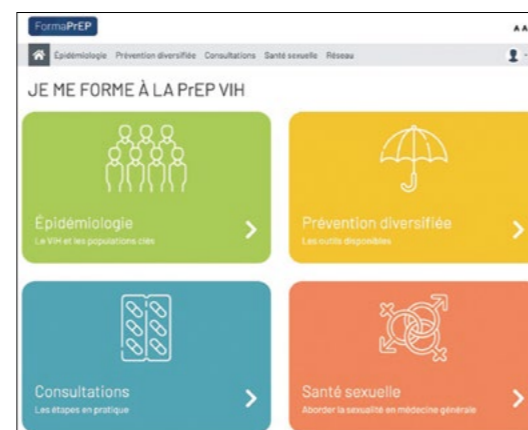 FormaPrEP
A A
Épidémiologie Prévention diversifiée Consultations Santé sexuelle Réseau
JE ME FORME À LA PrEP VIH
Épidémiologie
Le VIH et les populations clés
Prévention diversifiée
Les outils disponibles
Consultations
Les étapes en pratique
Santé sexuelle
Aborder la sexualité en médecine générale